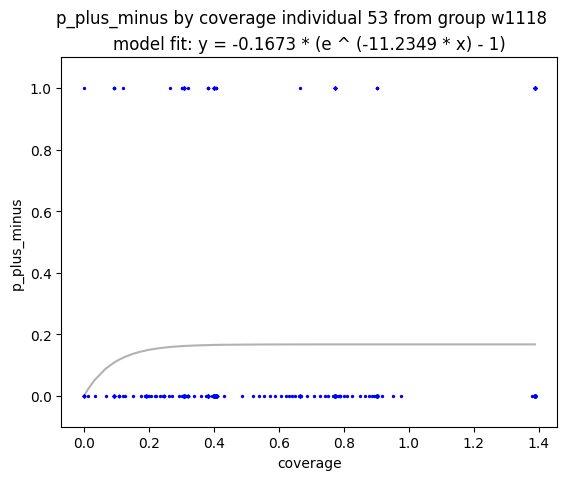 p_plus_minus by coverage individual 53 from group w1118
model fit: y = -0.1673 * (e ^ (-11.2349 * x) - 1)
1.0
0.8
0.6
0.4
0.2
0.0
p_plus_minus
0.0 0.2 0.4 0.6 0.8 1.0 1.2 1.4
coverage